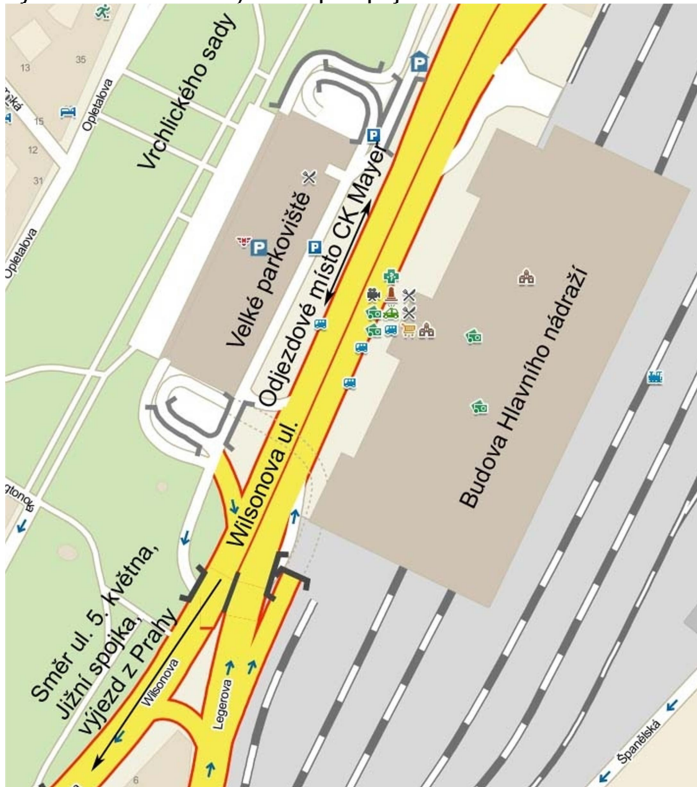 Vrchlického sady
13
35
Opletalova
15
12
31
Opletalova
P
P
P
P
Velké parkoviště
Odjezdové místo CK Mayer
Budova Hlavního nádraží
Wilsonova ul.
Směr ul. 5. května,
Jižní spojka,
výjezd z Prahy
Wilsonova
Legerova
Španělská
6